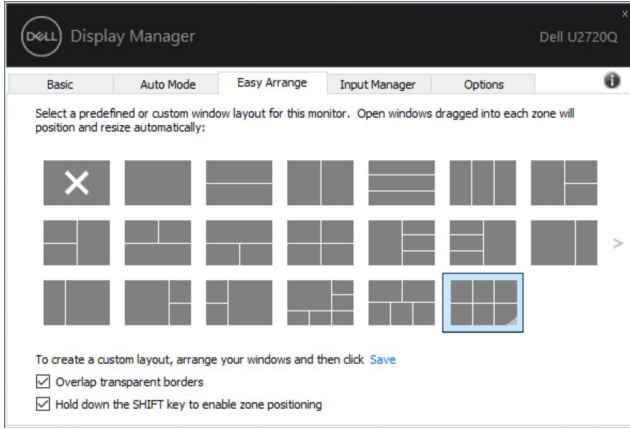 DELL Display Manager Dell U2720Q
Basic Auto Mode Easy Arrange Input Manager Options
Select a predefined or custom window layout for this monitor. Open windows dragged into each zone will
position and resize automatically:
To create a custom layout, arrange your windows and then click Save
Overlap transparent borders
Hold down the SHIFT key to enable zone positioning